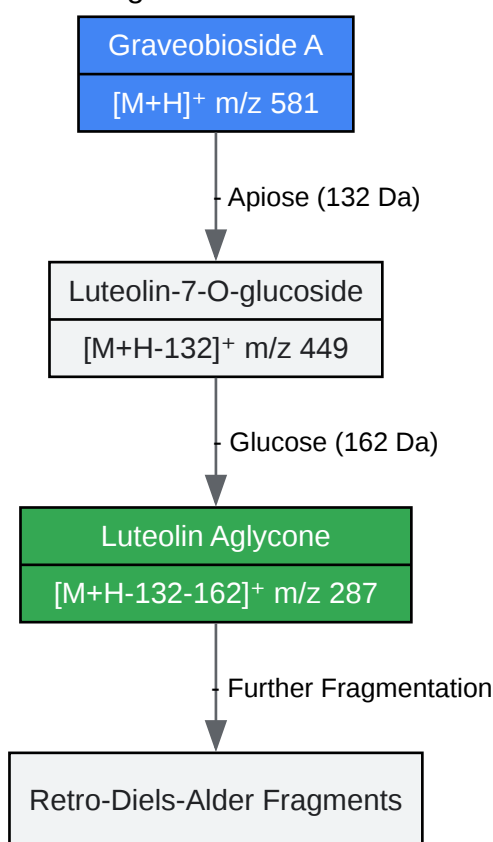 Graveobioside A
[M+H]⁺ m/z 581
- Apiose (132 Da)
Luteolin-7-O-glucoside
[M+H-132]⁺ m/z 449
- Glucose (162 Da)
Luteolin Aglycone
[M+H-132-162]⁺ m/z 287
- Further Fragmentation
Retro-Diels-Alder Fragments